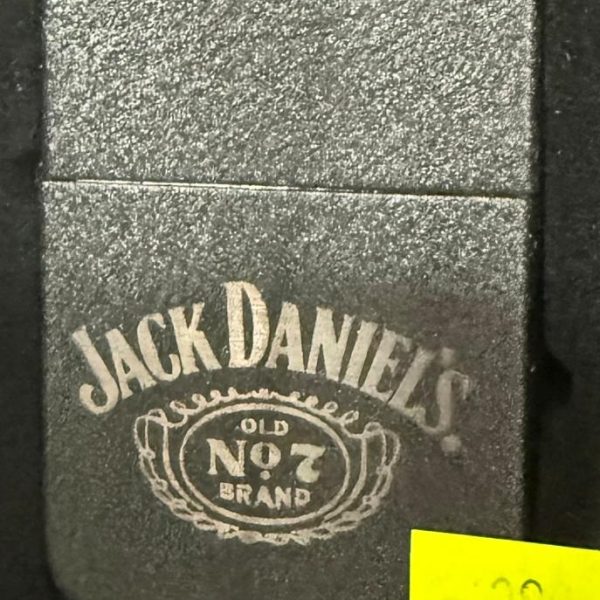 JACK DANIEL'S.
OLD
No. 7
BRAND